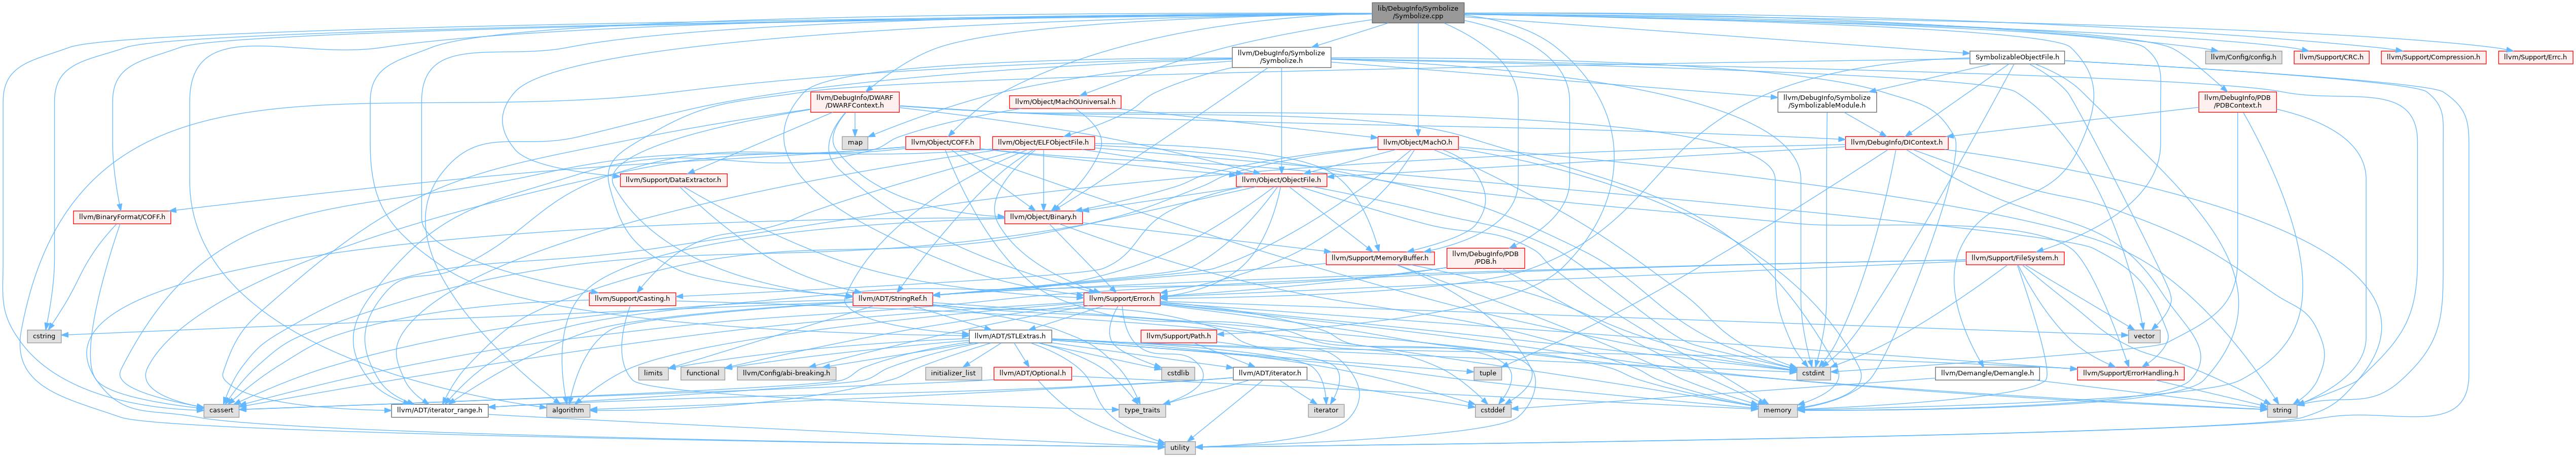 lib/DebugInfo/Symbolize
/Symbolize.cpp
llvm/DebugInfo/Symbolize
/Symbolize.h
SymbolizableObjectFile.h
llvm/Config/config.h
llvm/Support/CRC.h
llvm/Support/Compression.h
llvm/Support/Errc.h
llvm/DebugInfo/DWARF
/DWARFContext.h
llvm/Object/MachOUniversal.h
llvm/DebugInfo/Symbolize
/SymbolizableModule.h
llvm/DebugInfo/PDB
/PDBContext.h
map
llvm/Object/COFF.h
llvm/Object/ELFObjectFile.h
llvm/Object/MachO.h
llvm/DebugInfo/DIContext.h
llvm/Support/DataExtractor.h
llvm/Object/ObjectFile.h
llvm/BinaryFormat/COFF.h
llvm/Object/Binary.h
llvm/Support/MemoryBuffer.h
llvm/DebugInfo/PDB
/PDB.h
llvm/Support/FileSystem.h
llvm/Support/Casting.h
llvm/ADT/StringRef.h
llvm/Support/Error.h
cstring
llvm/ADT/STLExtras.h
llvm/Support/Path.h
vector
limits
functional
llvm/Config/abi-breaking.h
initializer_list
llvm/ADT/Optional.h
cstdlib
llvm/ADT/iterator.h
tuple
cstdint
llvm/Demangle/Demangle.h
llvm/Support/ErrorHandling.h
cassert
llvm/ADT/iterator_range.h
algorithm
type_traits
iterator
cstddef
memory
string
utility